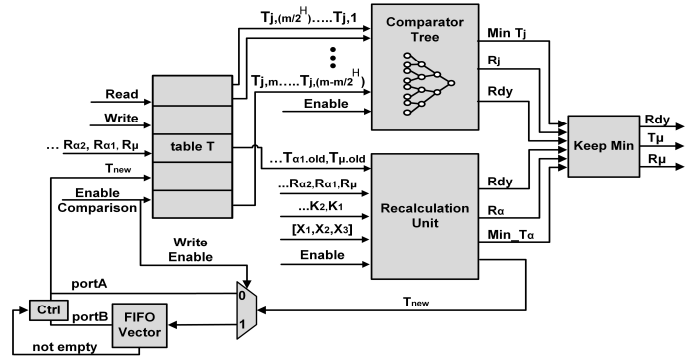 Tj,(m/2^H).....Tj,1
Comparator
Tree
Min Tj
Rj
Rdy
Tj,m.....Tj,(m-m/2^H)
Enable
Read
Write
... Rα2, Rα1, Rμ
Tnew
Enable
Comparison
table T
...Tα1.old,Tμ.old
...Rα2,Rα1,Rμ
...K2,K1
[X1,X2,X3]
Enable
Recalculation
Unit
Rdy
Rα
Min_Tα
Keep Min
Rdy
Tμ
Rμ
Write
Enable
portA
0
Tnew
Ctrl
portB
FIFO
Vector
1
not empty